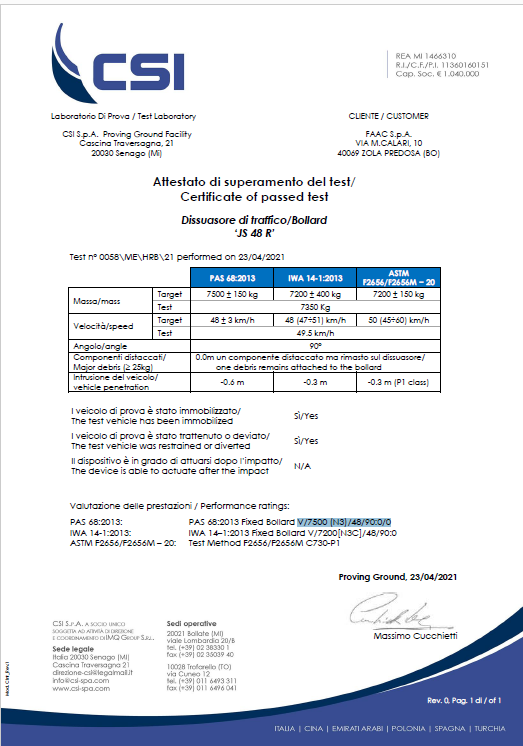 CSI
REA MI 1466310
R.I./C.F./P.I. 11360160151
Cap. Soc. € 1.040.000
Laboratorio Di Prova / Test Laboratory
CSI S.p.A. Proving Ground Facility
Cascina Traversagna, 21
20030 Senago (MI)
CLIENTE / CUSTOMER
FAAC S.p.A.
VIA M.CALARI, 10
40069 ZOLA PREDOSA (BO)
Attestato di superamento del test/
Certificate of passed test
Dissuasore di traffico/Bollard
‘JS 48 R’
Test n° 0058\ME\HRB\21 performed on 23/04/2021
PAS 68:2013 IWA 14-1:2013 ASTM F2656/F2656M – 20
Massa/mass Target 7500 ± 150 kg 7200 ± 400 kg 7200 ± 150 kg
Test 7350 Kg
Velocità/speed Target 48 ± 3 km/h 48 (47÷51) km/h 50 (45÷60) km/h
Test 49.5 km/h
Angolo/angle 90°
Componenti distaccati/ 0.0m un componente distaccato ma rimasto sul dissuasore/
Major debris (≥ 25kg) one debris remains attached to the bollard
Intrusione del veicolo/
vehicle penetration -0.6 m -0.3 m -0.3 m (P1 class)
I veicolo di prova è stato immobilizzato/
The test vehicle has been immobilized Sì/Yes
I veicolo di prova è stato trattenuto o deviato/
The test vehicle was restrained or diverted Sì/Yes
Il dispositivo è in grado di attuarsi dopo l'impatto/
The device is able to actuate after the impact N/A
Valutazione delle prestazioni / Performance ratings:
PAS 68:2013: PAS 68:2013 Fixed Bollard V/7500 [N3]/48/90:0/0
IWA 14-1:2013: IWA 14–1:2013 Fixed Bollard V/7200[N3C]/48/90:0
ASTM F2656/F2656M – 20: Test Method F2656/F2656M C730-P1
Proving Ground, 23/04/2021
Massimo Cucchietti
CSI S.P.A. A SOCIO UNICO
SOGGETTA AD ATTIVITÀ DI DIREZIONE
E COORDINAMENTO DI IMQ GROUP S.R.L.
Sede legale
Italia 20030 Senago (MI)
Cascina Traversagna 21
direzione-csi@legalmail.it
info@csi-spa.com
www.csi-spa.com
Sedi operative
20021 Bollate (MI)
viale Lombardia 20/B
tel. (+39) 02 38330 1
fax (+39) 02 35039 40
10028 Trofarello (TO)
via Cuneo 12
tel. (+39) 011 6493 311
fax (+39) 011 6496 041
Rev. 0, Pag. 1 di / of 1
ITALIA | CINA | EMIRATI ARABI | POLONIA | SPAGNA | TURCHIA